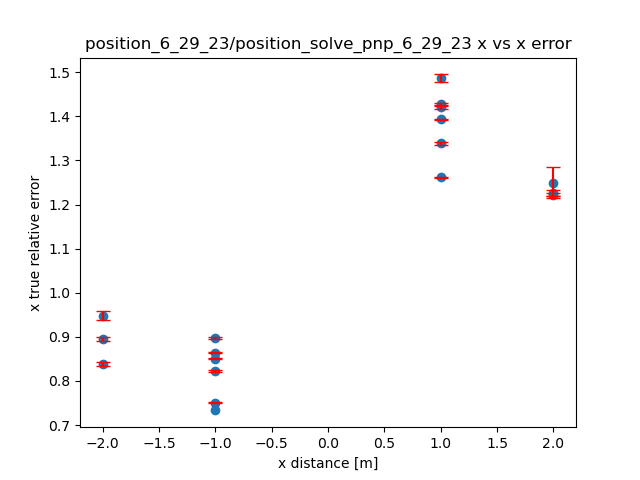 position_6_29_23/position_solve_pnp_6_29_23 x vs x error
1.5
1.4
1.3
1.2
1.1
1.0
0.9
0.8
0.7
x true relative error
−2.0 −1.5 −1.0 −0.5 0.0 0.5 1.0 1.5 2.0
x distance [m]